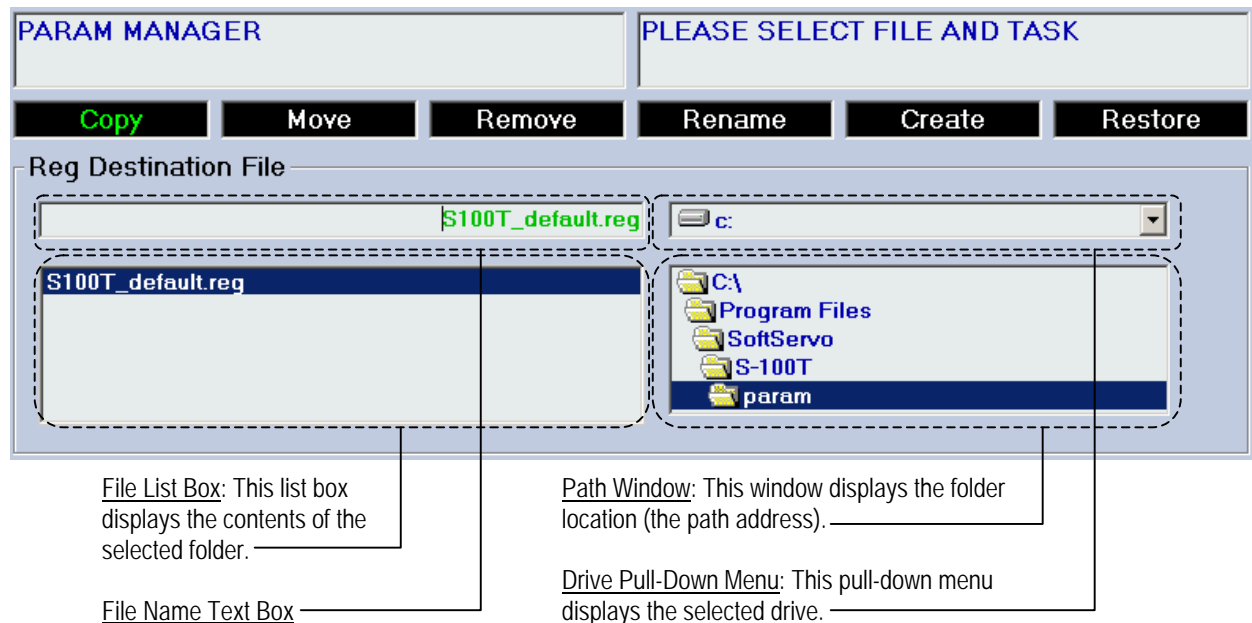 PARAM MANAGER
PLEASE SELECT FILE AND TASK
Copy
Move
Remove
Rename
Create
Restore
Reg Destination File
S100T_default.reg
c:
S100T_default.reg
C:\
Program Files
SoftServo
S-100T
param
File List Box: This list box
displays the contents of the
selected folder.
File Name Text Box
Path Window: This window displays the folder
location (the path address).
Drive Pull-Down Menu: This pull-down menu
displays the selected drive.